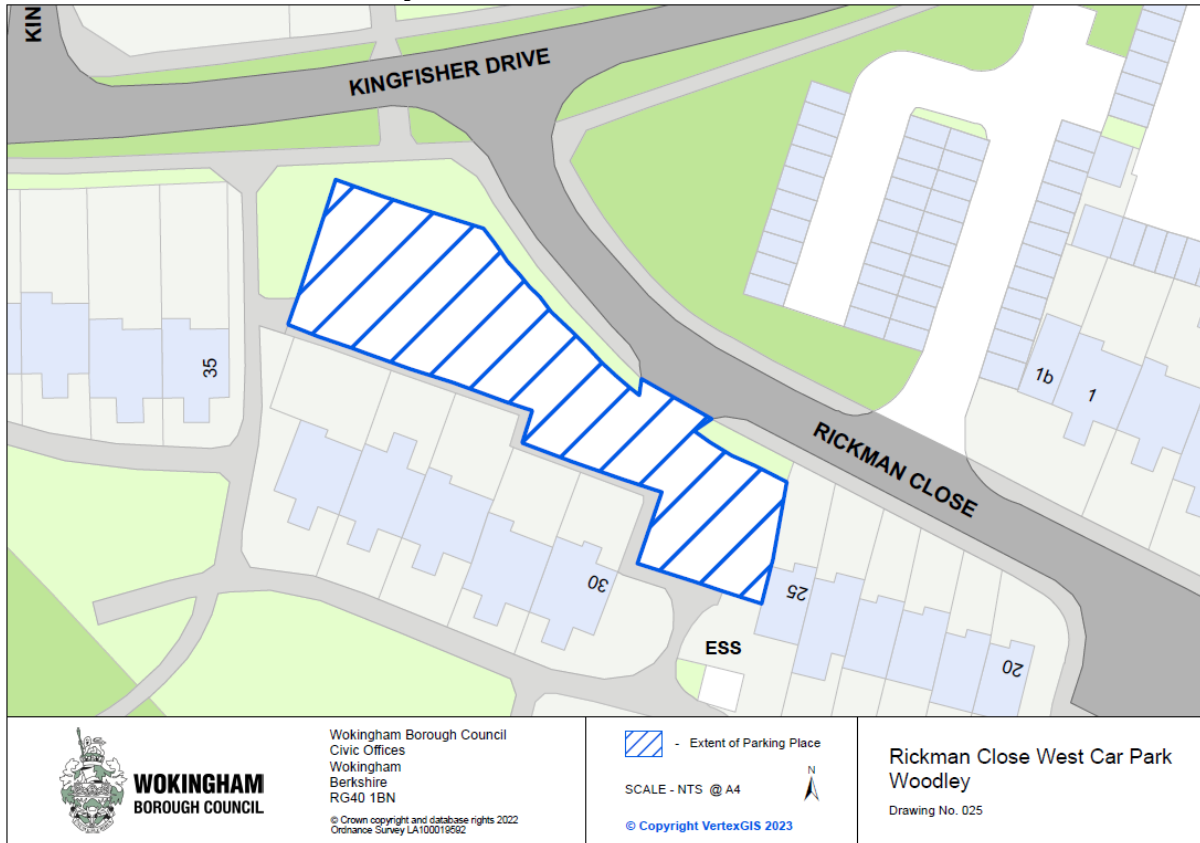 KIN
KINGFISHER DRIVE
35
1b
1
RICKMAN CLOSE
30
25
ESS
20
WOKINGHAM
BOROUGH COUNCIL
Wokingham Borough Council
Civic Offices
Wokingham
Berkshire
RG40 1BN
© Crown copyright and database rights 2022
Ordnance Survey LA100019592
- Extent of Parking Place
SCALE - NTS @ A4
N
© Copyright VertexGIS 2023
Rickman Close West Car Park
Woodley
Drawing No. 025